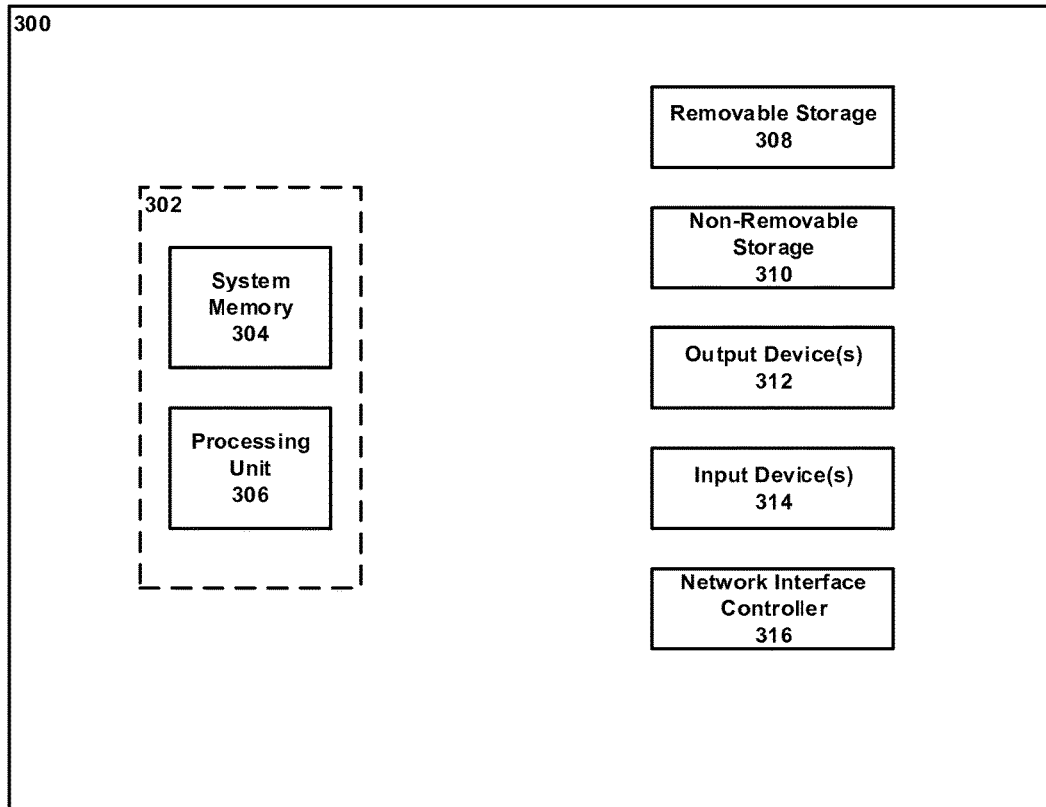 300
302
System
Memory
304
Processing
Unit
306
Removable Storage
308
Non-Removable
Storage
310
Output Device(s)
312
Input Device(s)
314
Network Interface
Controller
316